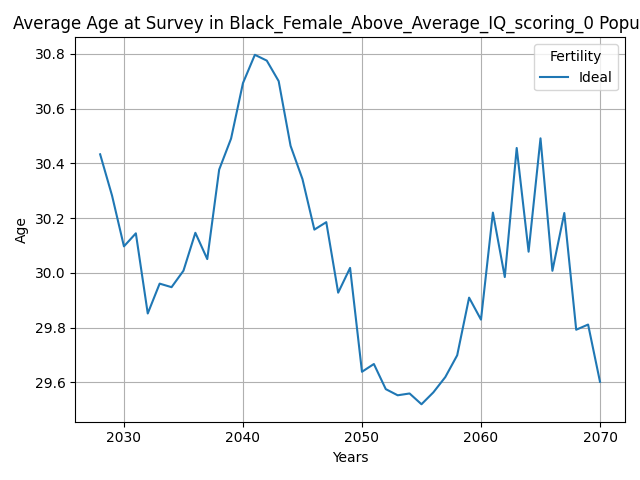 Average Age at Survey in Black_Female_Above_Average_IQ_scoring_0 Popu
Fertility
Ideal
30.8
30.6
30.4
30.2
30.0
29.8
29.6
Age
2030 2040 2050 2060 2070
Years